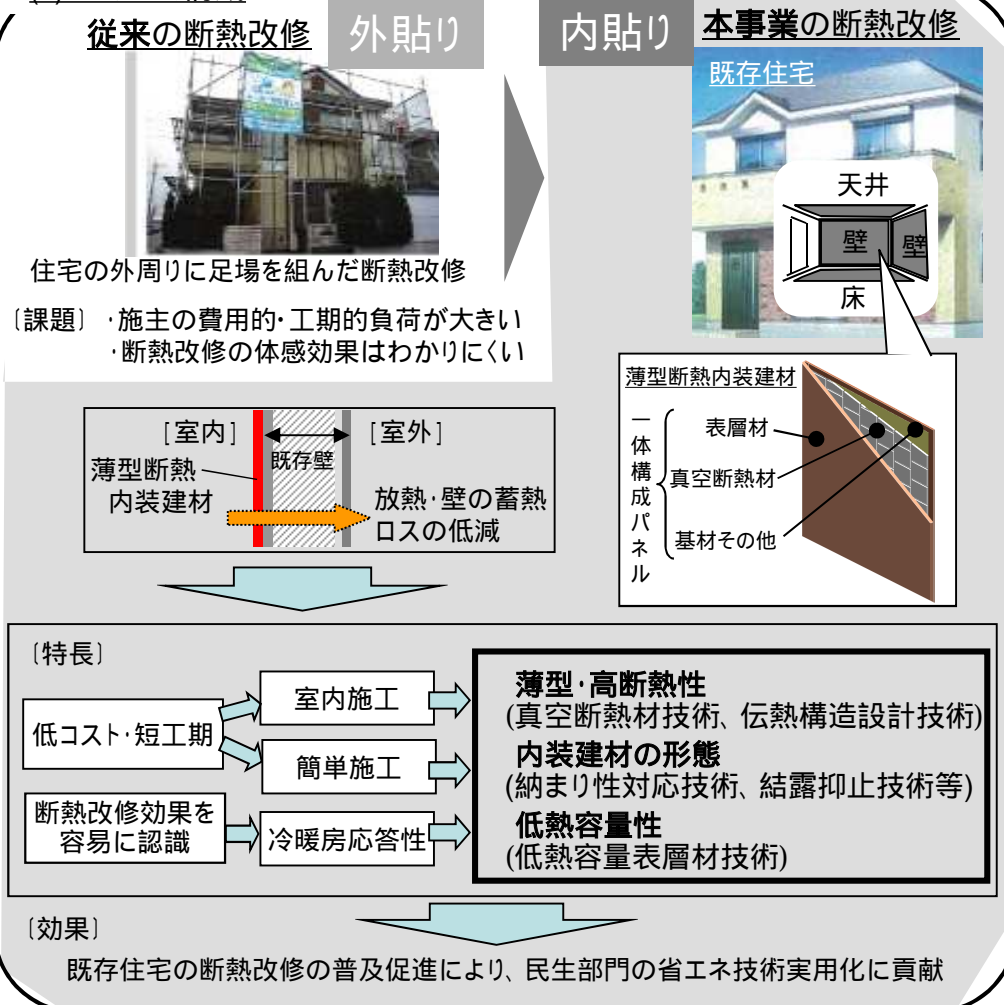 従来の断熱改修
外貼り
内貼り
本事業の断熱改修
既存住宅
天井
壁
壁
床
住宅の外周りに足場を組んだ断熱改修
〔課題〕・施主の費用的・工期的負荷が大きい
・断熱改修の体感効果はわかりにくい
薄型断熱内装建材
一体構成パネル
表層材
真空断熱材
基材その他
[室内]
[室外]
既存壁
薄型断熱
内装建材
放熱・壁の蓄熱
ロスの低減
〔特長〕
低コスト・短工期
室内施工
簡単施工
断熱改修効果を
容易に認識
冷暖房応答性
薄型・高断熱性
(真空断熱材技術、伝熱構造設計技術)
内装建材の形態
(納まり性対応技術、結露抑止技術等)
低熱容量性
(低熱容量表層材技術)
〔効果〕
既存住宅の断熱改修の普及促進により、民生部門の省エネ技術実用化に貢献